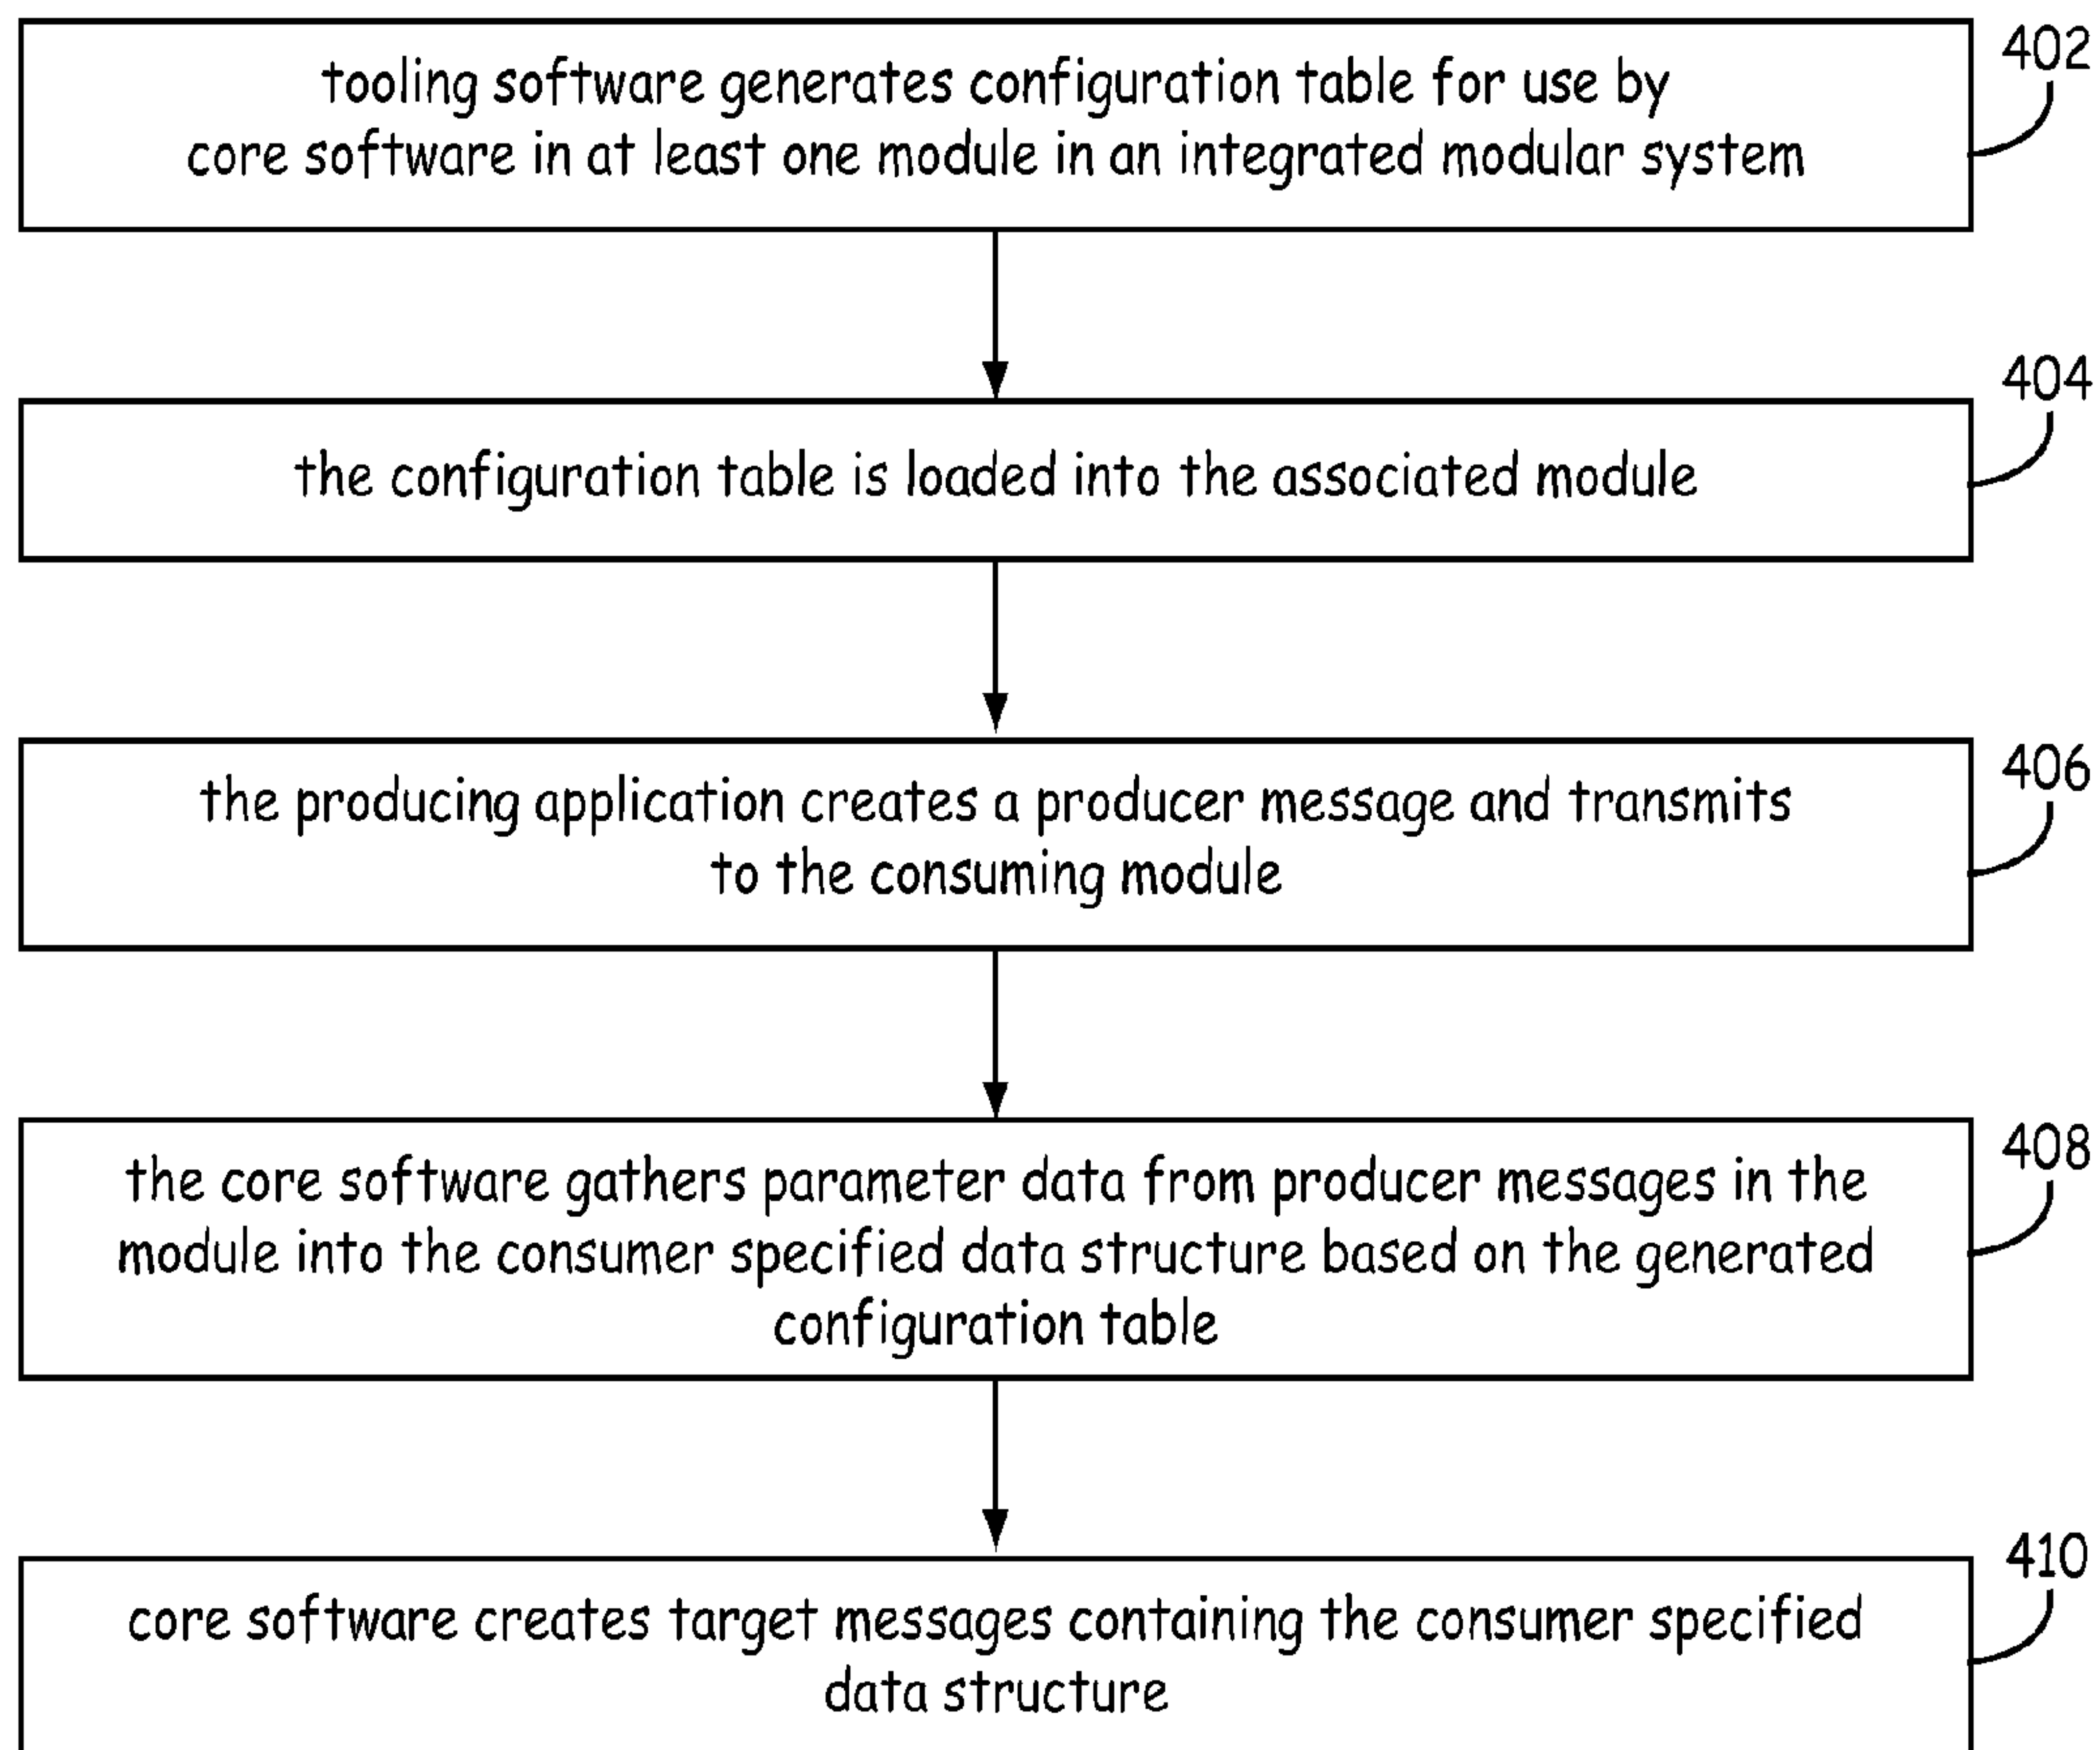 402
tooling software generates configuration table for use by
core software in at least one module in an integrated modular system
404
the configuration table is loaded into the associated module
406
the producing application creates a producer message and transmits
to the consuming module
408
the core software gathers parameter data from producer messages in the
module into the consumer specified data structure based on the generated
configuration table
410
core software creates target messages containing the consumer specified
data structure